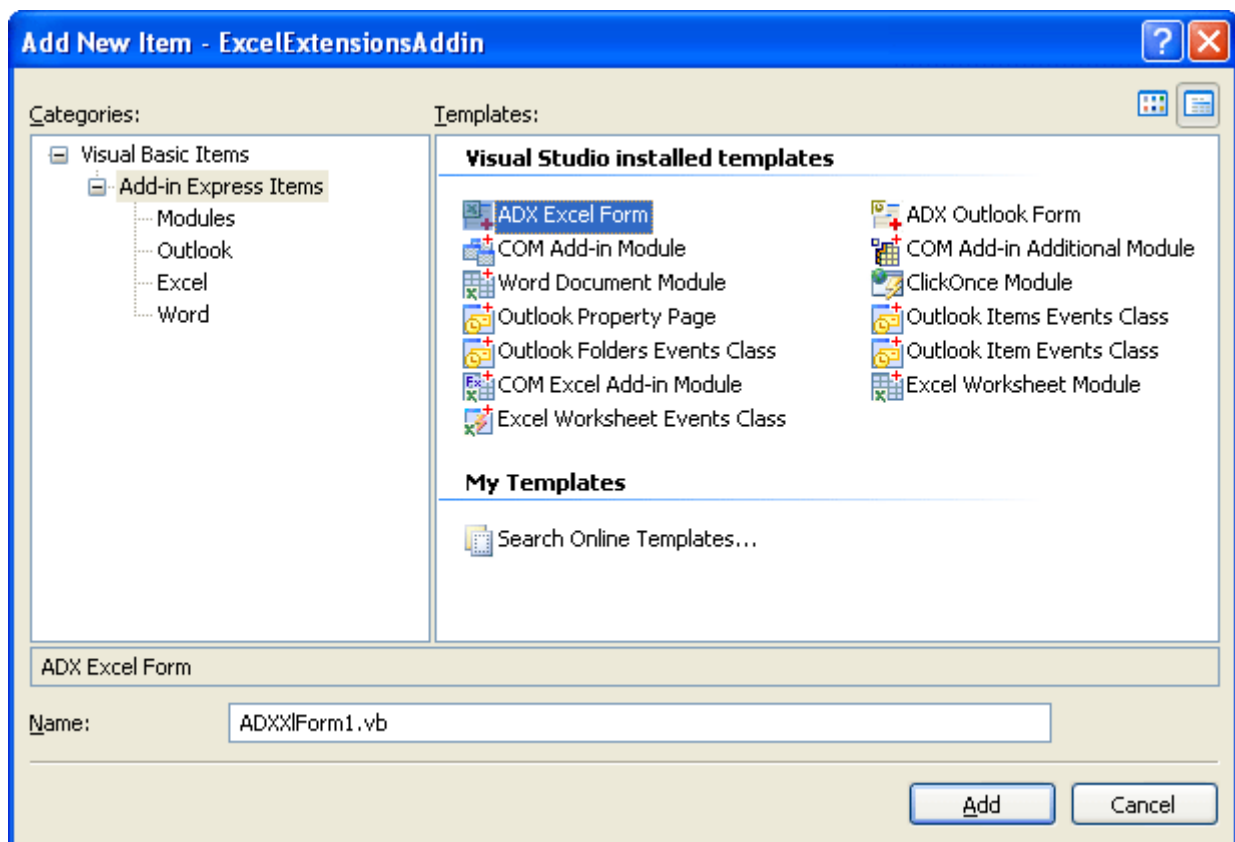 Add New Item - ExcelExtensionsAddin
Categories:
Templates:
Visual Basic Items
Add-in Express Items
Modules
Outlook
Excel
Word
Visual Studio installed templates
ADX Excel Form
ADX Outlook Form
COM Add-in Module
COM Add-in Additional Module
Word Document Module
ClickOnce Module
Outlook Property Page
Outlook Items Events Class
Outlook Folders Events Class
Outlook Item Events Class
COM Excel Add-in Module
Excel Worksheet Module
Excel Worksheet Events Class
My Templates
Search Online Templates...
ADX Excel Form
Name:
ADXXlForm1.vb
Add
Cancel